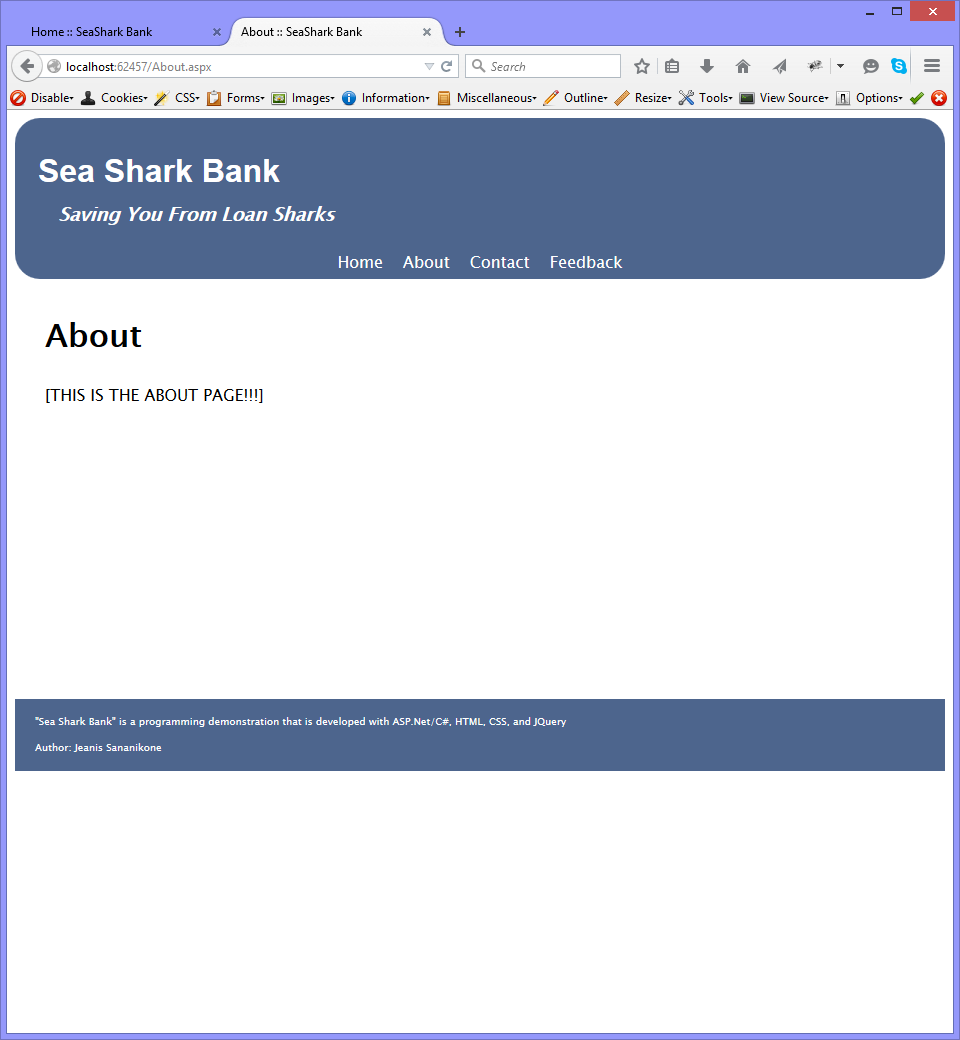 Home :: SeaShark Bank
About :: SeaShark Bank
localhost:62457/About.aspx
Search
Disable Cookies CSS Forms Images Information Miscellaneous Outline Resize Tools View Source Options
Sea Shark Bank
Saving You From Loan Sharks
Home About Contact Feedback
About
[THIS IS THE ABOUT PAGE!!!]
"Sea Shark Bank" is a programming demonstration that is developed with ASP.Net/C#, HTML, CSS, and JQuery
Author: Jeanis Sananikone